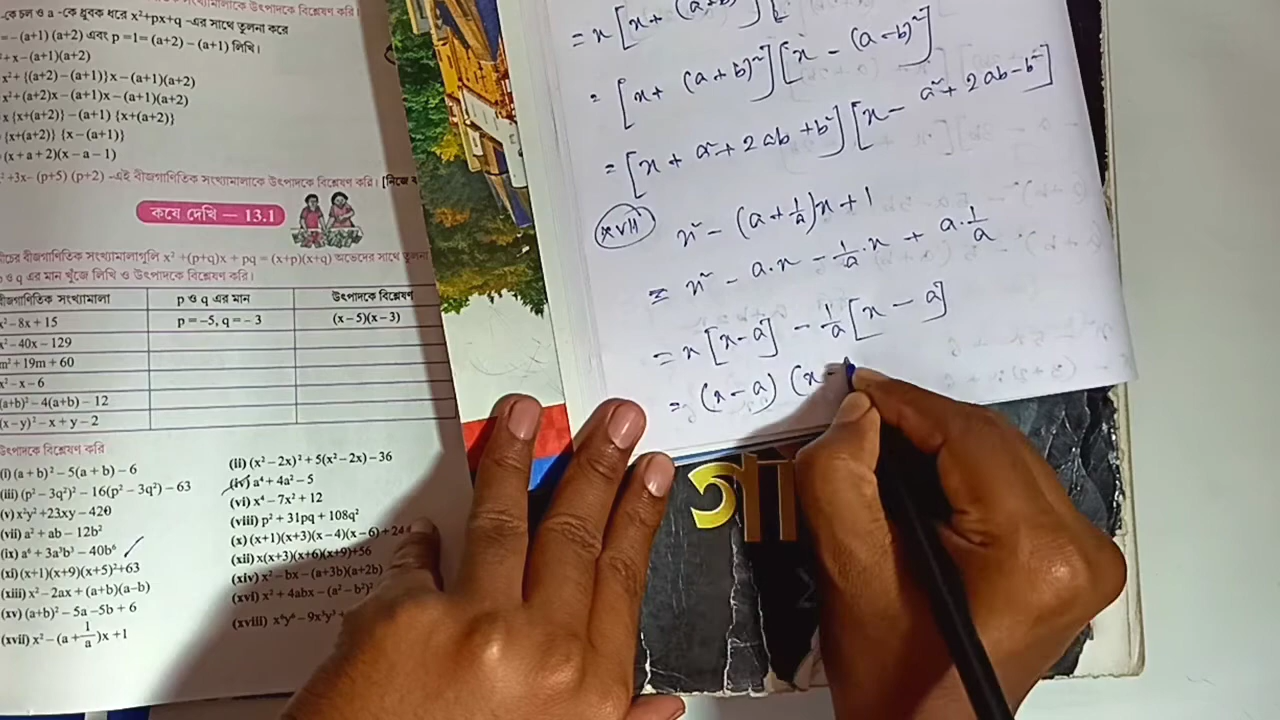 সংখ্যামালাকে উৎপাদকে বিশ্লেষণ করি।
-কে চল ও a -কে ধ্রুবক ধরে x²+px+q -এর সাথে তুলনা করে
=-(a+1)(a+2) এবং p=1=(a+2)-(a+1) লিখি।
+x-(a+1)(a+2)
x²+{(a+2)-(a+1)}x-(a+1)(a+2)
x²+(a+2)x-(a+1)x-(a+1)(a+2)
x{x+(a+2)}-(a+1){x+(a+2)}
{x+(a+2)}{x-(a+1)}
(x+a+2)(x-a-1)
²+3x-(p+5)(p+2) -এই বীজগাণিতিক সংখ্যামালাকে উৎপাদকে বিশ্লেষণ করি। [নিজে
কষে দেখি — 13.1
বীজগাণিতিক সংখ্যামালাগুলি x²+(p+q)x+pq=(x+p)(x+q) অভেদের সাথে তুলনা
p ও q এর মান খুঁজে লিখি ও উৎপাদকে বিশ্লেষণ করি।
বীজগাণিতিক সংখ্যামালা p ও q এর মান উৎপাদকে বিশ্লেষণ
x²-8x+15 p=-5, q=-3 (x-5)(x-3)
x²-40x-129
m²+19m+60
x²-x-6
(a+b)²-4(a+b)-12
(x-y)²-x+y-2
উৎপাদকে বিশ্লেষণ করি
(i) (a+b)²-5(a+b)-6 (ii) (x²-2x)²+5(x²-2x)-36
(iii) (p²-3q²)²-16(p²-3q²)-63 (iv) a⁴+4a²-5
(v) x²y²+23xy-420 (vi) x⁴-7x²+12
(vii) a²+ab-12b² (viii) p²+31pq+108q²
(ix) a⁶+3a³b³-40b⁶ (x) (x+1)(x+3)(x-4)(x-6)+24
(xi) (x+1)(x+9)(x+5)²+63 (xii) x(x+3)(x+6)(x+9)+56
(xiii) x²-2ax+(a+b)(a-b) (xiv) x²-bx-(a+3b)(a+2b)
(xv) (a+b)²-5a-5b+6 (xvi) x²+4abx-(a²-b²)²
(xvii) x²-(a+1/a)x+1 (xviii) x⁶y⁶-9x³y³+
= x[x+(a+b)²]
= [x+(a+b)²][x-(a-b)²]
= [x+a²+2ab+b²][x-a²+2ab-b²]
xvii x²-(a+1/a)x+1
= x²-a.x-1/a.x+a.1/a
= x[x-a]-1/a[x-a]
= (x-a)(x-